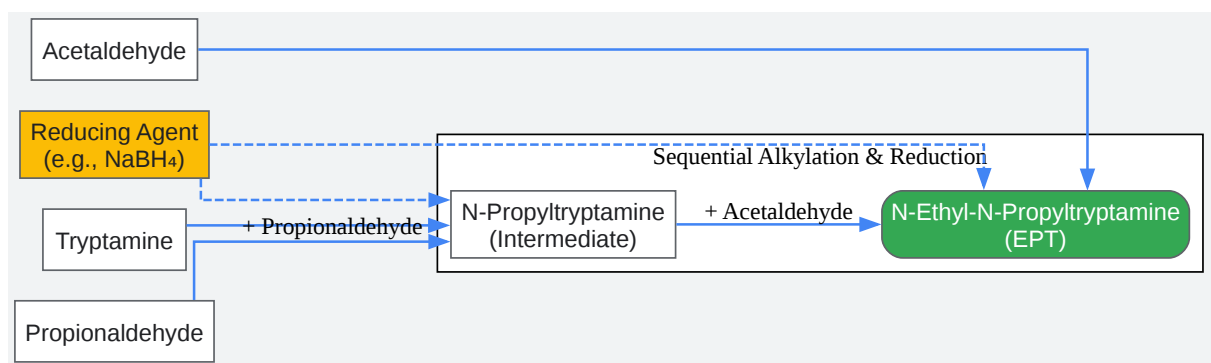 Acetaldehyde
Reducing Agent
(e.g., NaBH₄)
Sequential Alkylation & Reduction
Tryptamine
+ Propionaldehyde
N-Propyltryptamine
(Intermediate)
+ Acetaldehyde
N-Ethyl-N-Propyltryptamine
(EPT)
Propionaldehyde